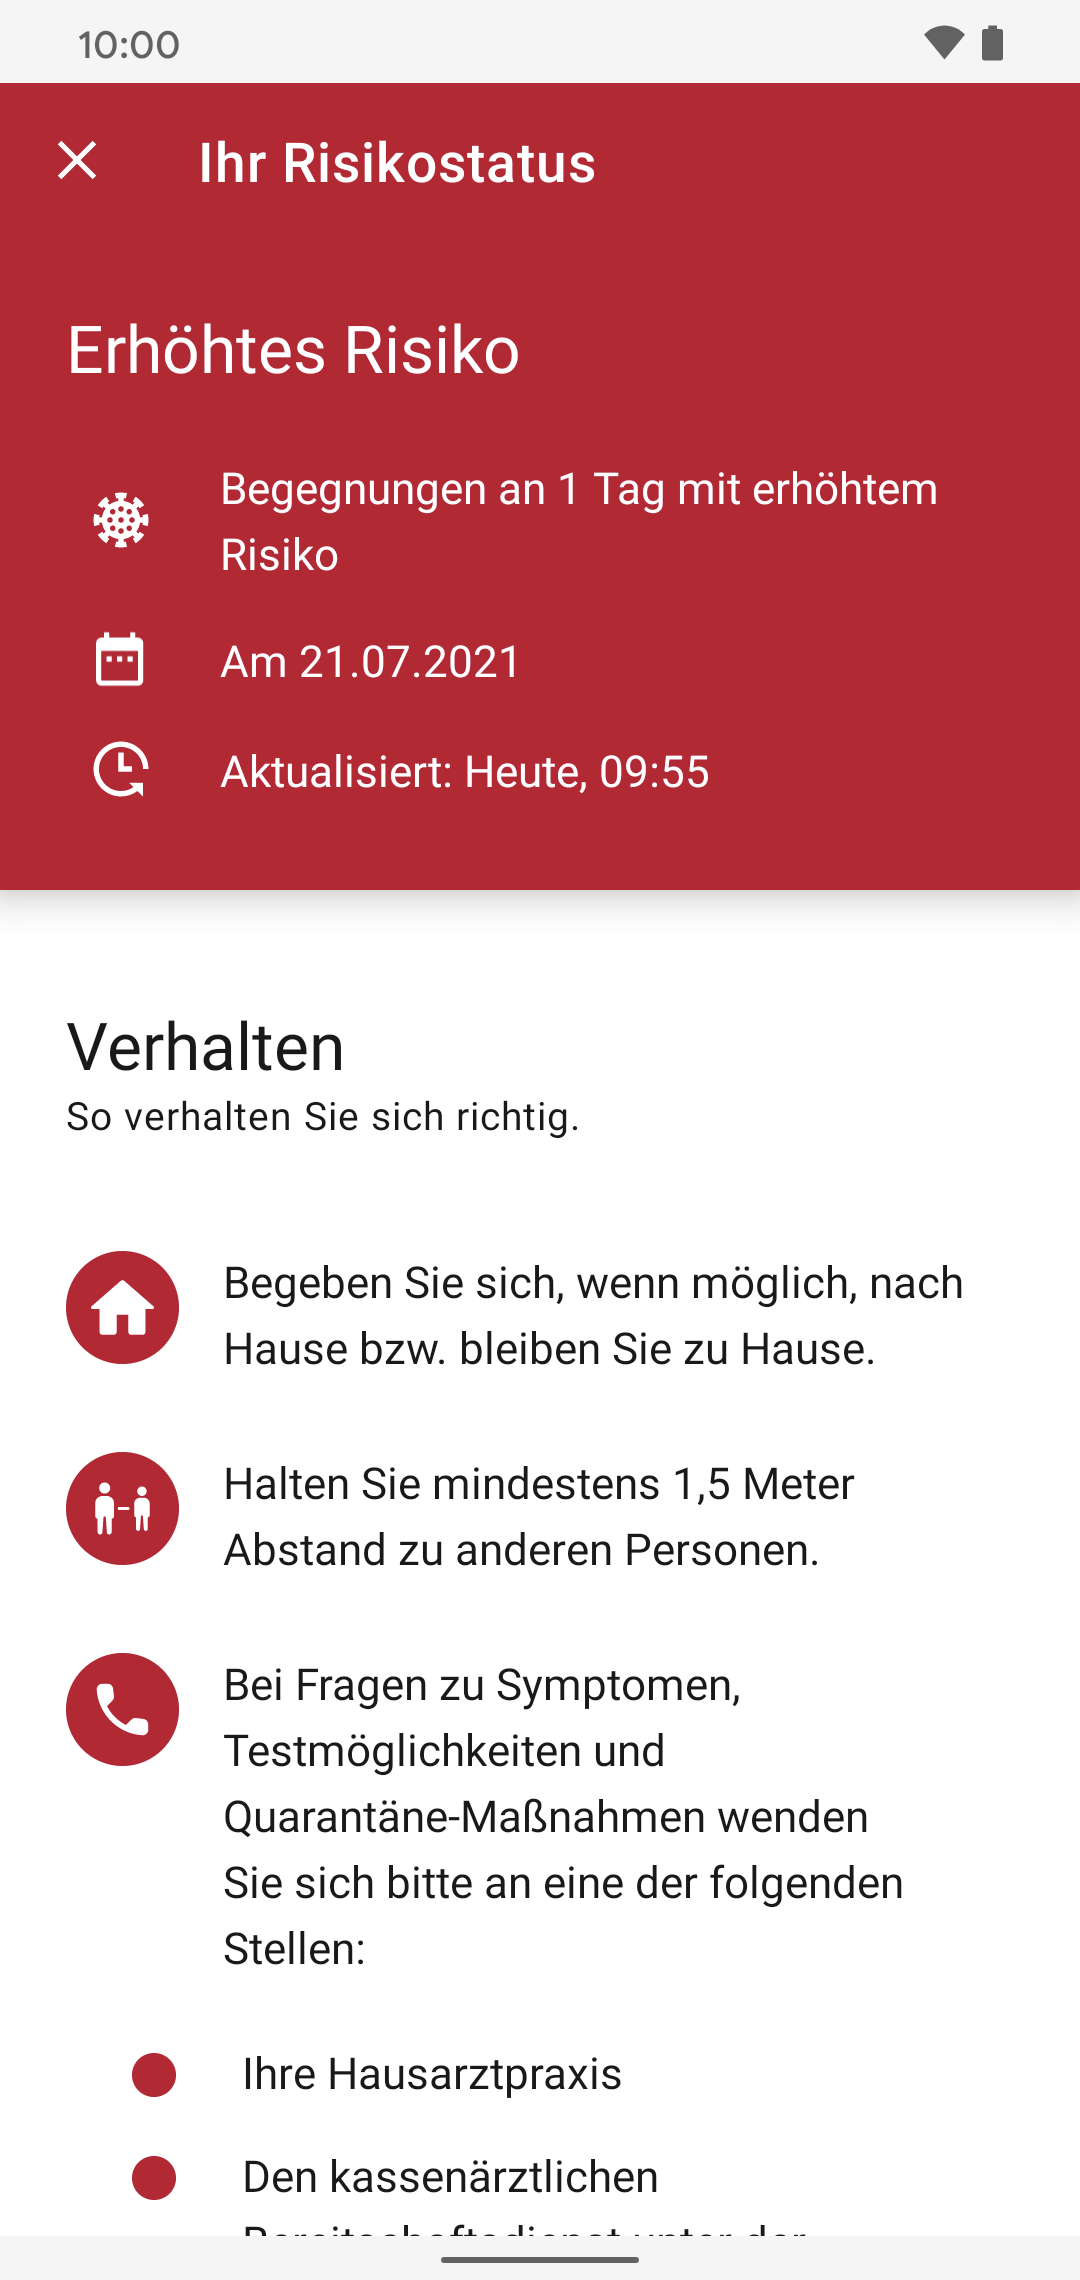 10:00
Ihr Risikostatus
Erhöhtes Risiko
Begegnungen an 1 Tag mit erhöhtem
Risiko
Am 21.07.2021
Aktualisiert: Heute, 09:55
Verhalten
So verhalten Sie sich richtig.
Begeben Sie sich, wenn möglich, nach
Hause bzw. bleiben Sie zu Hause.
Halten Sie mindestens 1,5 Meter
Abstand zu anderen Personen.
Bei Fragen zu Symptomen,
Testmöglichkeiten und
Quarantäne-Maßnahmen wenden
Sie sich bitte an eine der folgenden
Stellen:
Ihre Hausarztpraxis
Den kassenärztlichen
Bereitschaftsdienst unter der